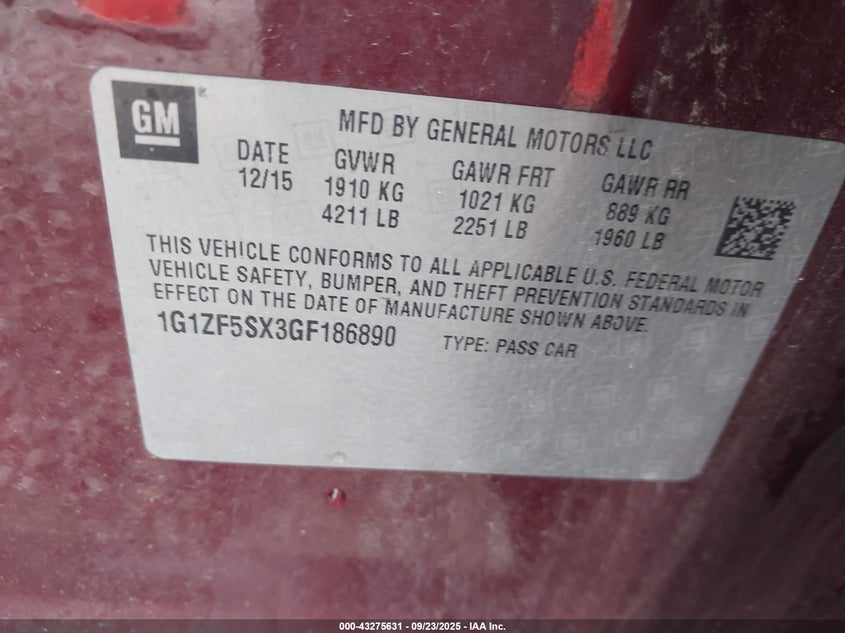 GM
MFD BY GENERAL MOTORS LLC
DATE GVWR GAWR FRT GAWR RR
12/15 1910 KG 1021 KG 889 KG
4211 LB 2251 LB 1960 LB
THIS VEHICLE CONFORMS TO ALL APPLICABLE U.S. FEDERAL MOTOR
VEHICLE SAFETY, BUMPER, AND THEFT PREVENTION STANDARDS IN
EFFECT ON THE DATE OF MANUFACTURE SHOWN ABOVE.
1G1ZF5SX3GF186890 TYPE: PASS CAR
000-43275631 - 09/23/2025 - IAA Inc.